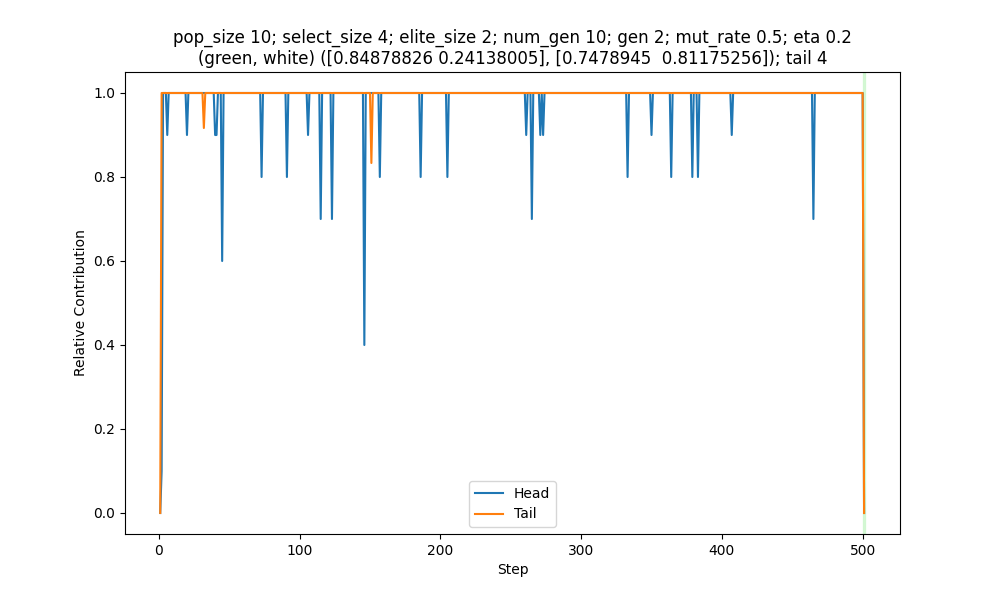 pop_size 10; select_size 4; elite_size 2; num_gen 10; gen 2; mut_rate 0.5; eta 0.2
(green, white) ([0.84878826 0.24138005], [0.7478945  0.81175256]); tail 4
1.0
0.8
0.6
0.4
0.2
0.0
Relative Contribution
Head
Tail
0 100 200 300 400 500
Step